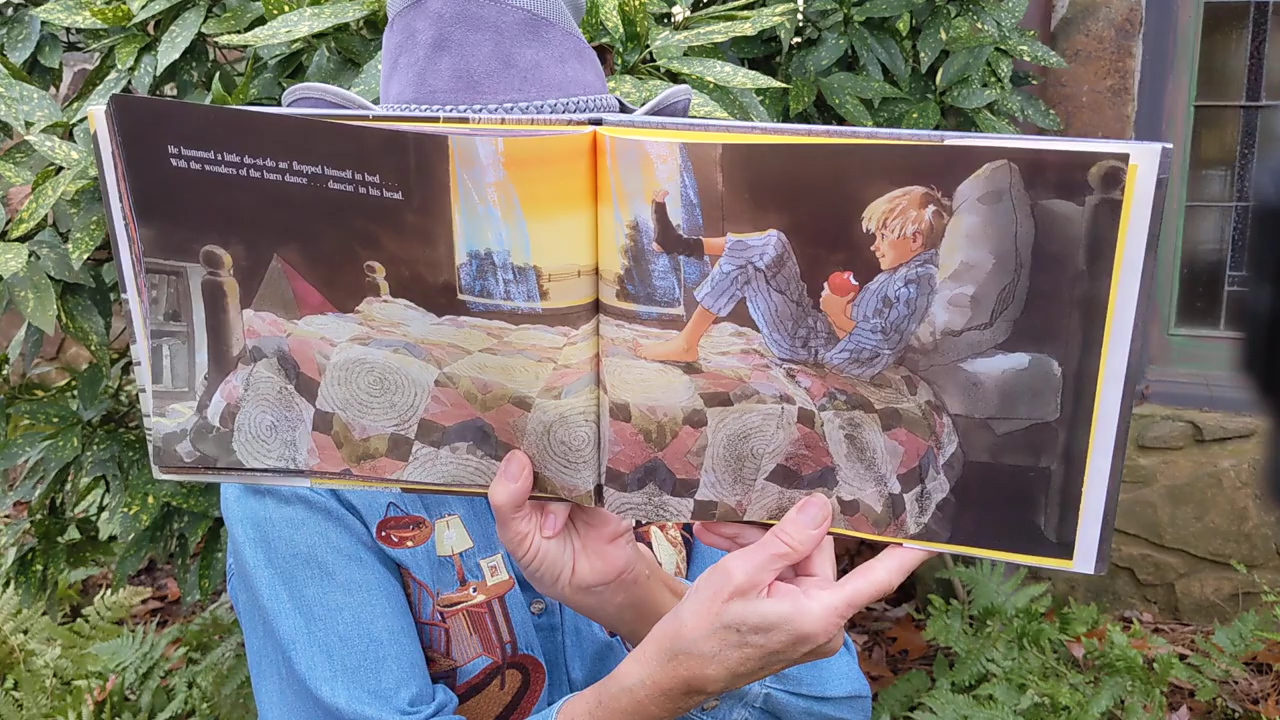 He hummed a little do-si-do an' flopped himself in bed . . .
With the wonders of the barn dance . . . dancin' in his head.